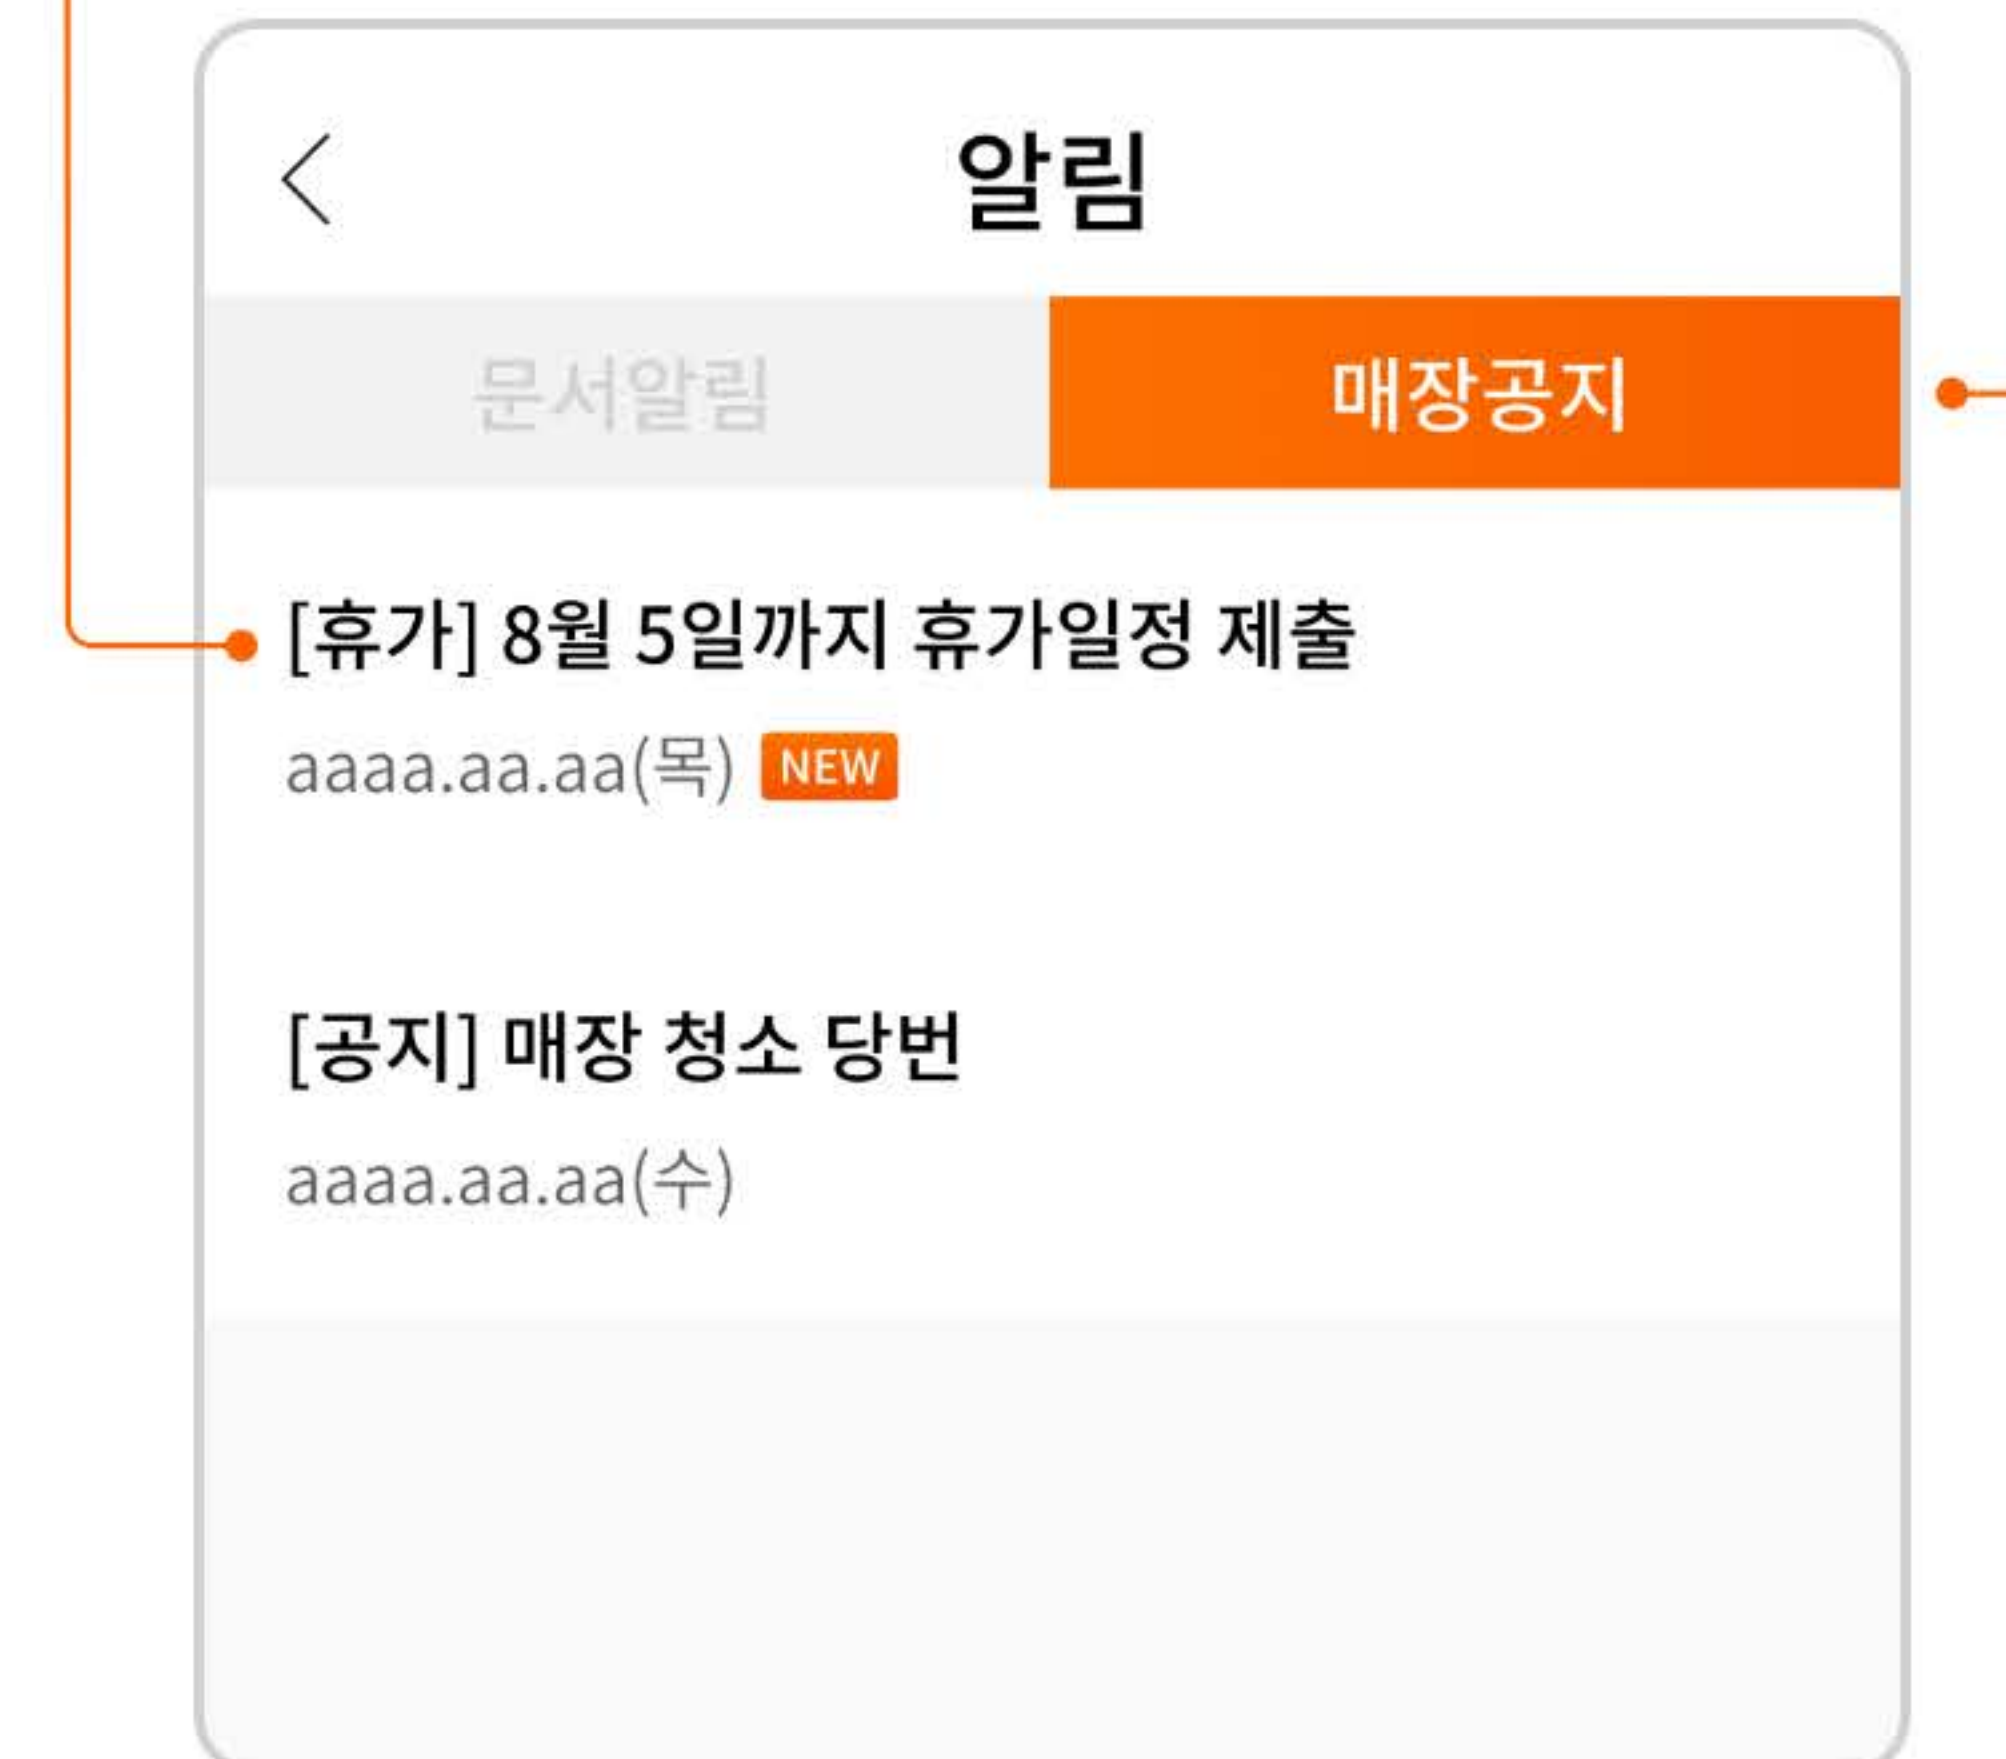 알림
문서알림 매장공지
[휴가] 8월 5일까지 휴가일정 제출
aaaa.aa.aa(목) NEW
[공지] 매장 청소 당번
aaaa.aa.aa(수)